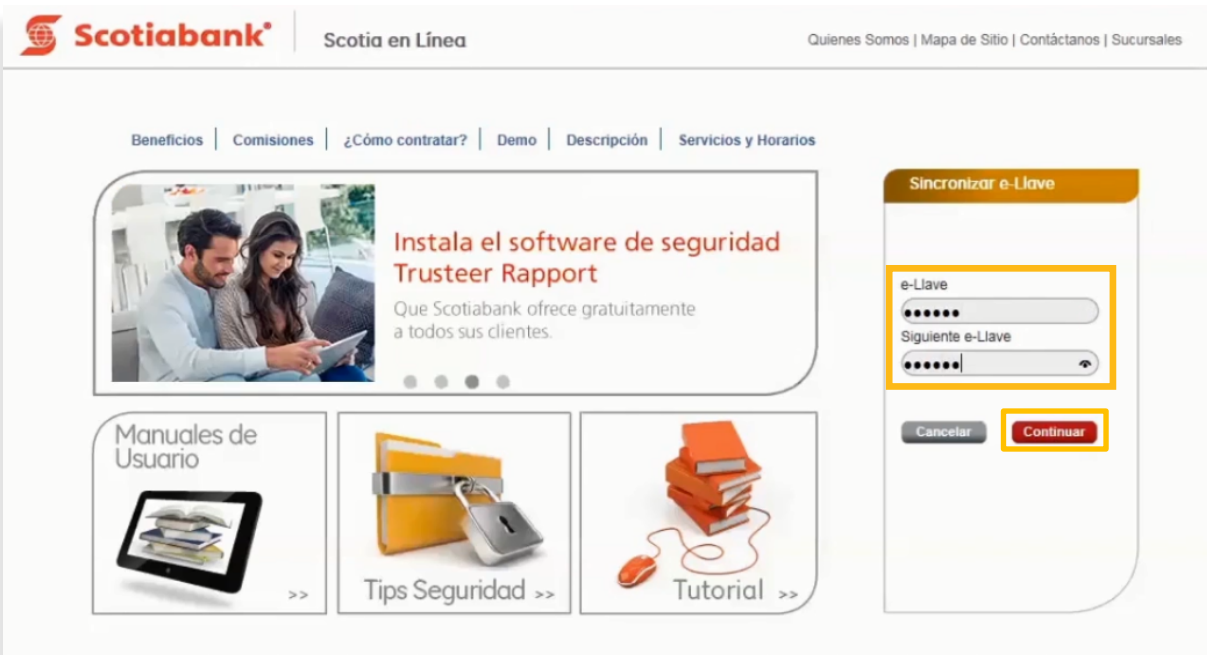 Scotiabank®
Scotia en Línea
Quienes Somos | Mapa de Sitio | Contáctanos | Sucursales
Beneficios | Comisiones | ¿Cómo contratar? | Demo | Descripción | Servicios y Horarios
Instala el software de seguridad
Trusteer Rapport
Que Scotiabank ofrece gratuitamente
a todos sus clientes.
Sincronizar e-Llave
e-Llave
••••••
Siguiente e-Llave
••••••
Cancelar
Continuar
Manuales de
Usuario
>>
Tips Seguridad >>
Tutorial >>